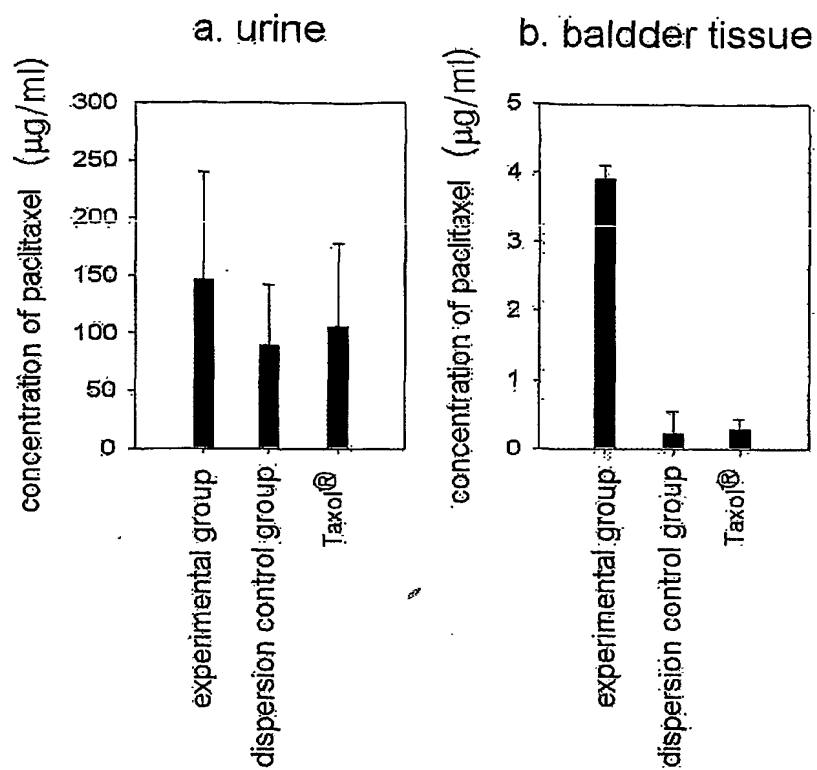 a. urine
concentration of paclitaxel (µg/ml)
300
250
200
150
100
50
0
experimental group
dispersion control group
Taxol®
b. baldder tissue
concentration of paclitaxel (µg/ml)
5
4
3
2
1
0
experimental group
dispersion control group
Taxol®